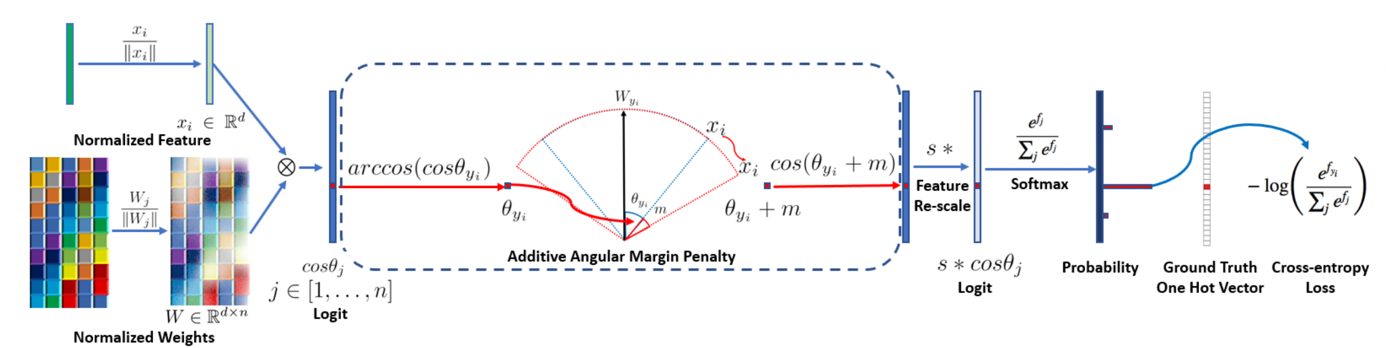 x_i / ‖x_i‖
x_i ∈ ℝ^d
Normalized Feature
W_j / ‖W_j‖
W ∈ ℝ^{d×n}
Normalized Weights
⊗
cosθ_j
j ∈ [1, . . . , n]
Logit
arccos(cosθ_{y_i})
θ_{y_i}
W_{y_i}
x_i
x_i
θ_{y_i}
m
Additive Angular Margin Penalty
cos(θ_{y_i} + m)
θ_{y_i} + m
s *
Feature
Re-scale
s * cosθ_j
Logit
e^{f_j} / ∑_j e^{f_j}
Softmax
Probability
Ground Truth
One Hot Vector
− log( e^{f_{y_i}} / ∑_j e^{f_j} )
Cross-entropy
Loss